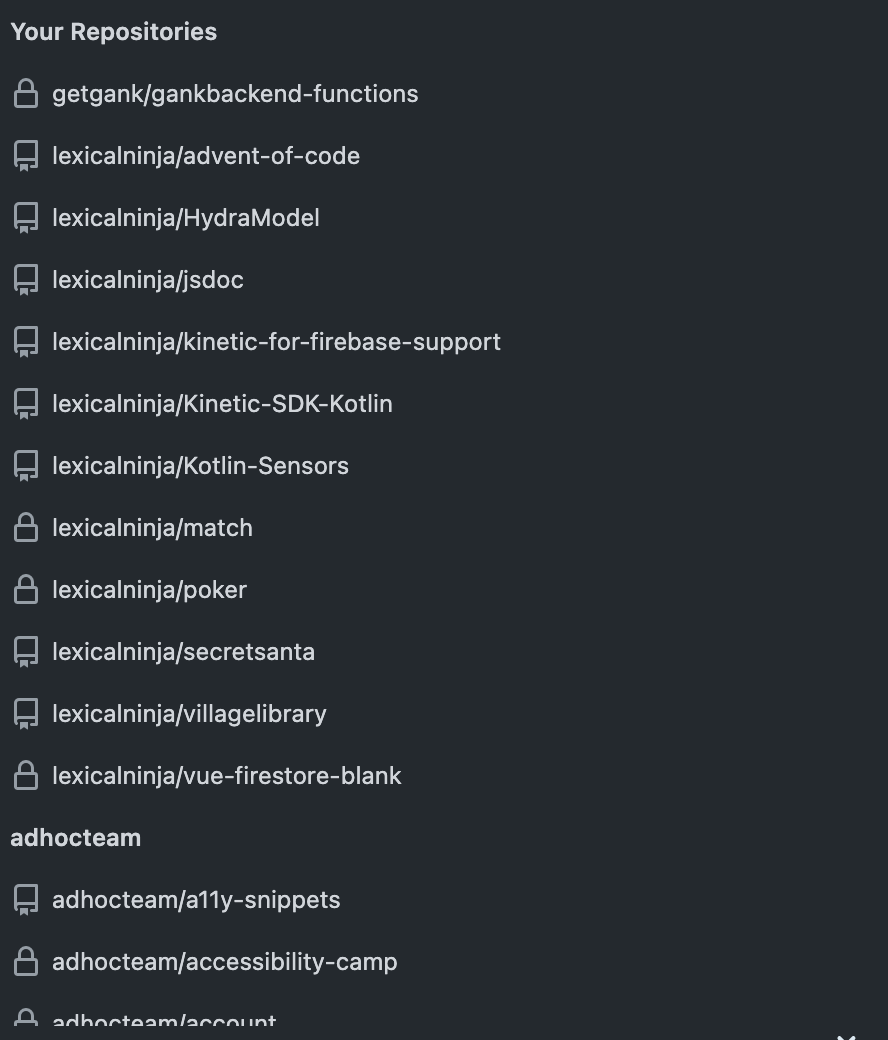 Your Repositories
getgank/gankbackend-functions
lexicalninja/advent-of-code
lexicalninja/HydraModel
lexicalninja/jsdoc
lexicalninja/kinetic-for-firebase-support
lexicalninja/Kinetic-SDK-Kotlin
lexicalninja/Kotlin-Sensors
lexicalninja/match
lexicalninja/poker
lexicalninja/secretsanta
lexicalninja/villagelibrary
lexicalninja/vue-firestore-blank
adhocteam
adhocteam/a11y-snippets
adhocteam/accessibility-camp
adhocteam/account